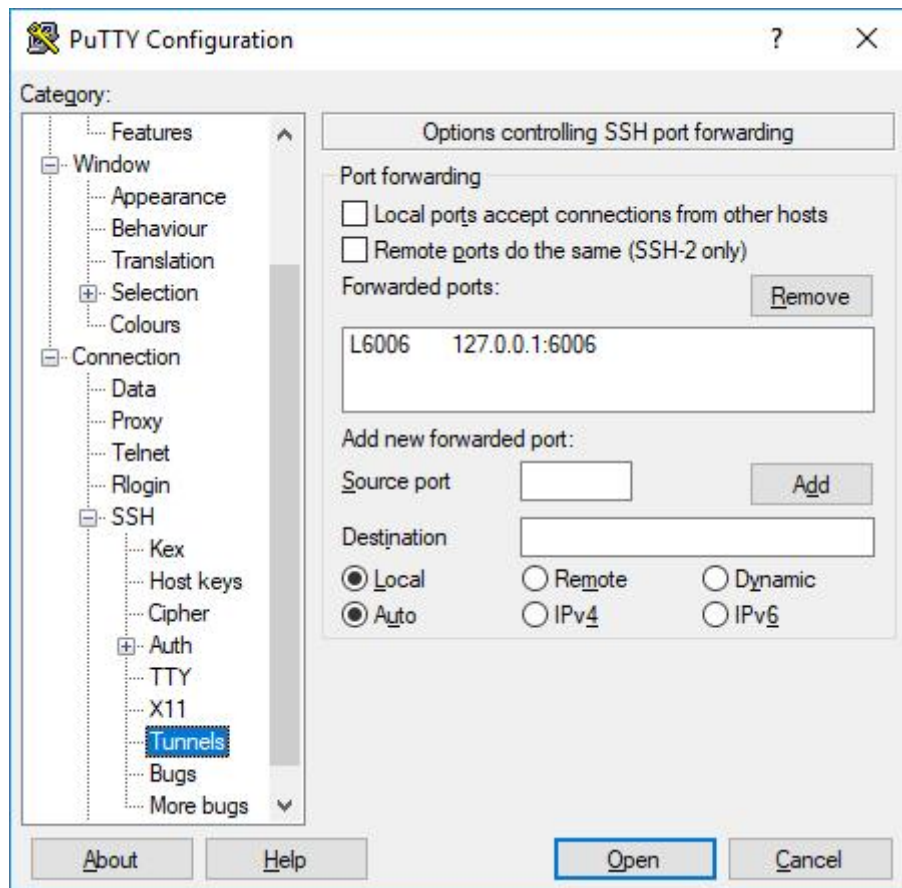 PuTTY Configuration
?
Category:
Features
Window
Appearance
Behaviour
Translation
Selection
Colours
Connection
Data
Proxy
Telnet
Rlogin
SSH
Kex
Host keys
Cipher
Auth
TTY
X11
Tunnels
Bugs
More bugs
Options controlling SSH port forwarding
Port forwarding
Local ports accept connections from other hosts
Remote ports do the same (SSH-2 only)
Forwarded ports:
Remove
L6006 127.0.0.1:6006
Add new forwarded port:
Source port
Add
Destination
Local Remote Dynamic
Auto IPv4 IPv6
About Help Open Cancel